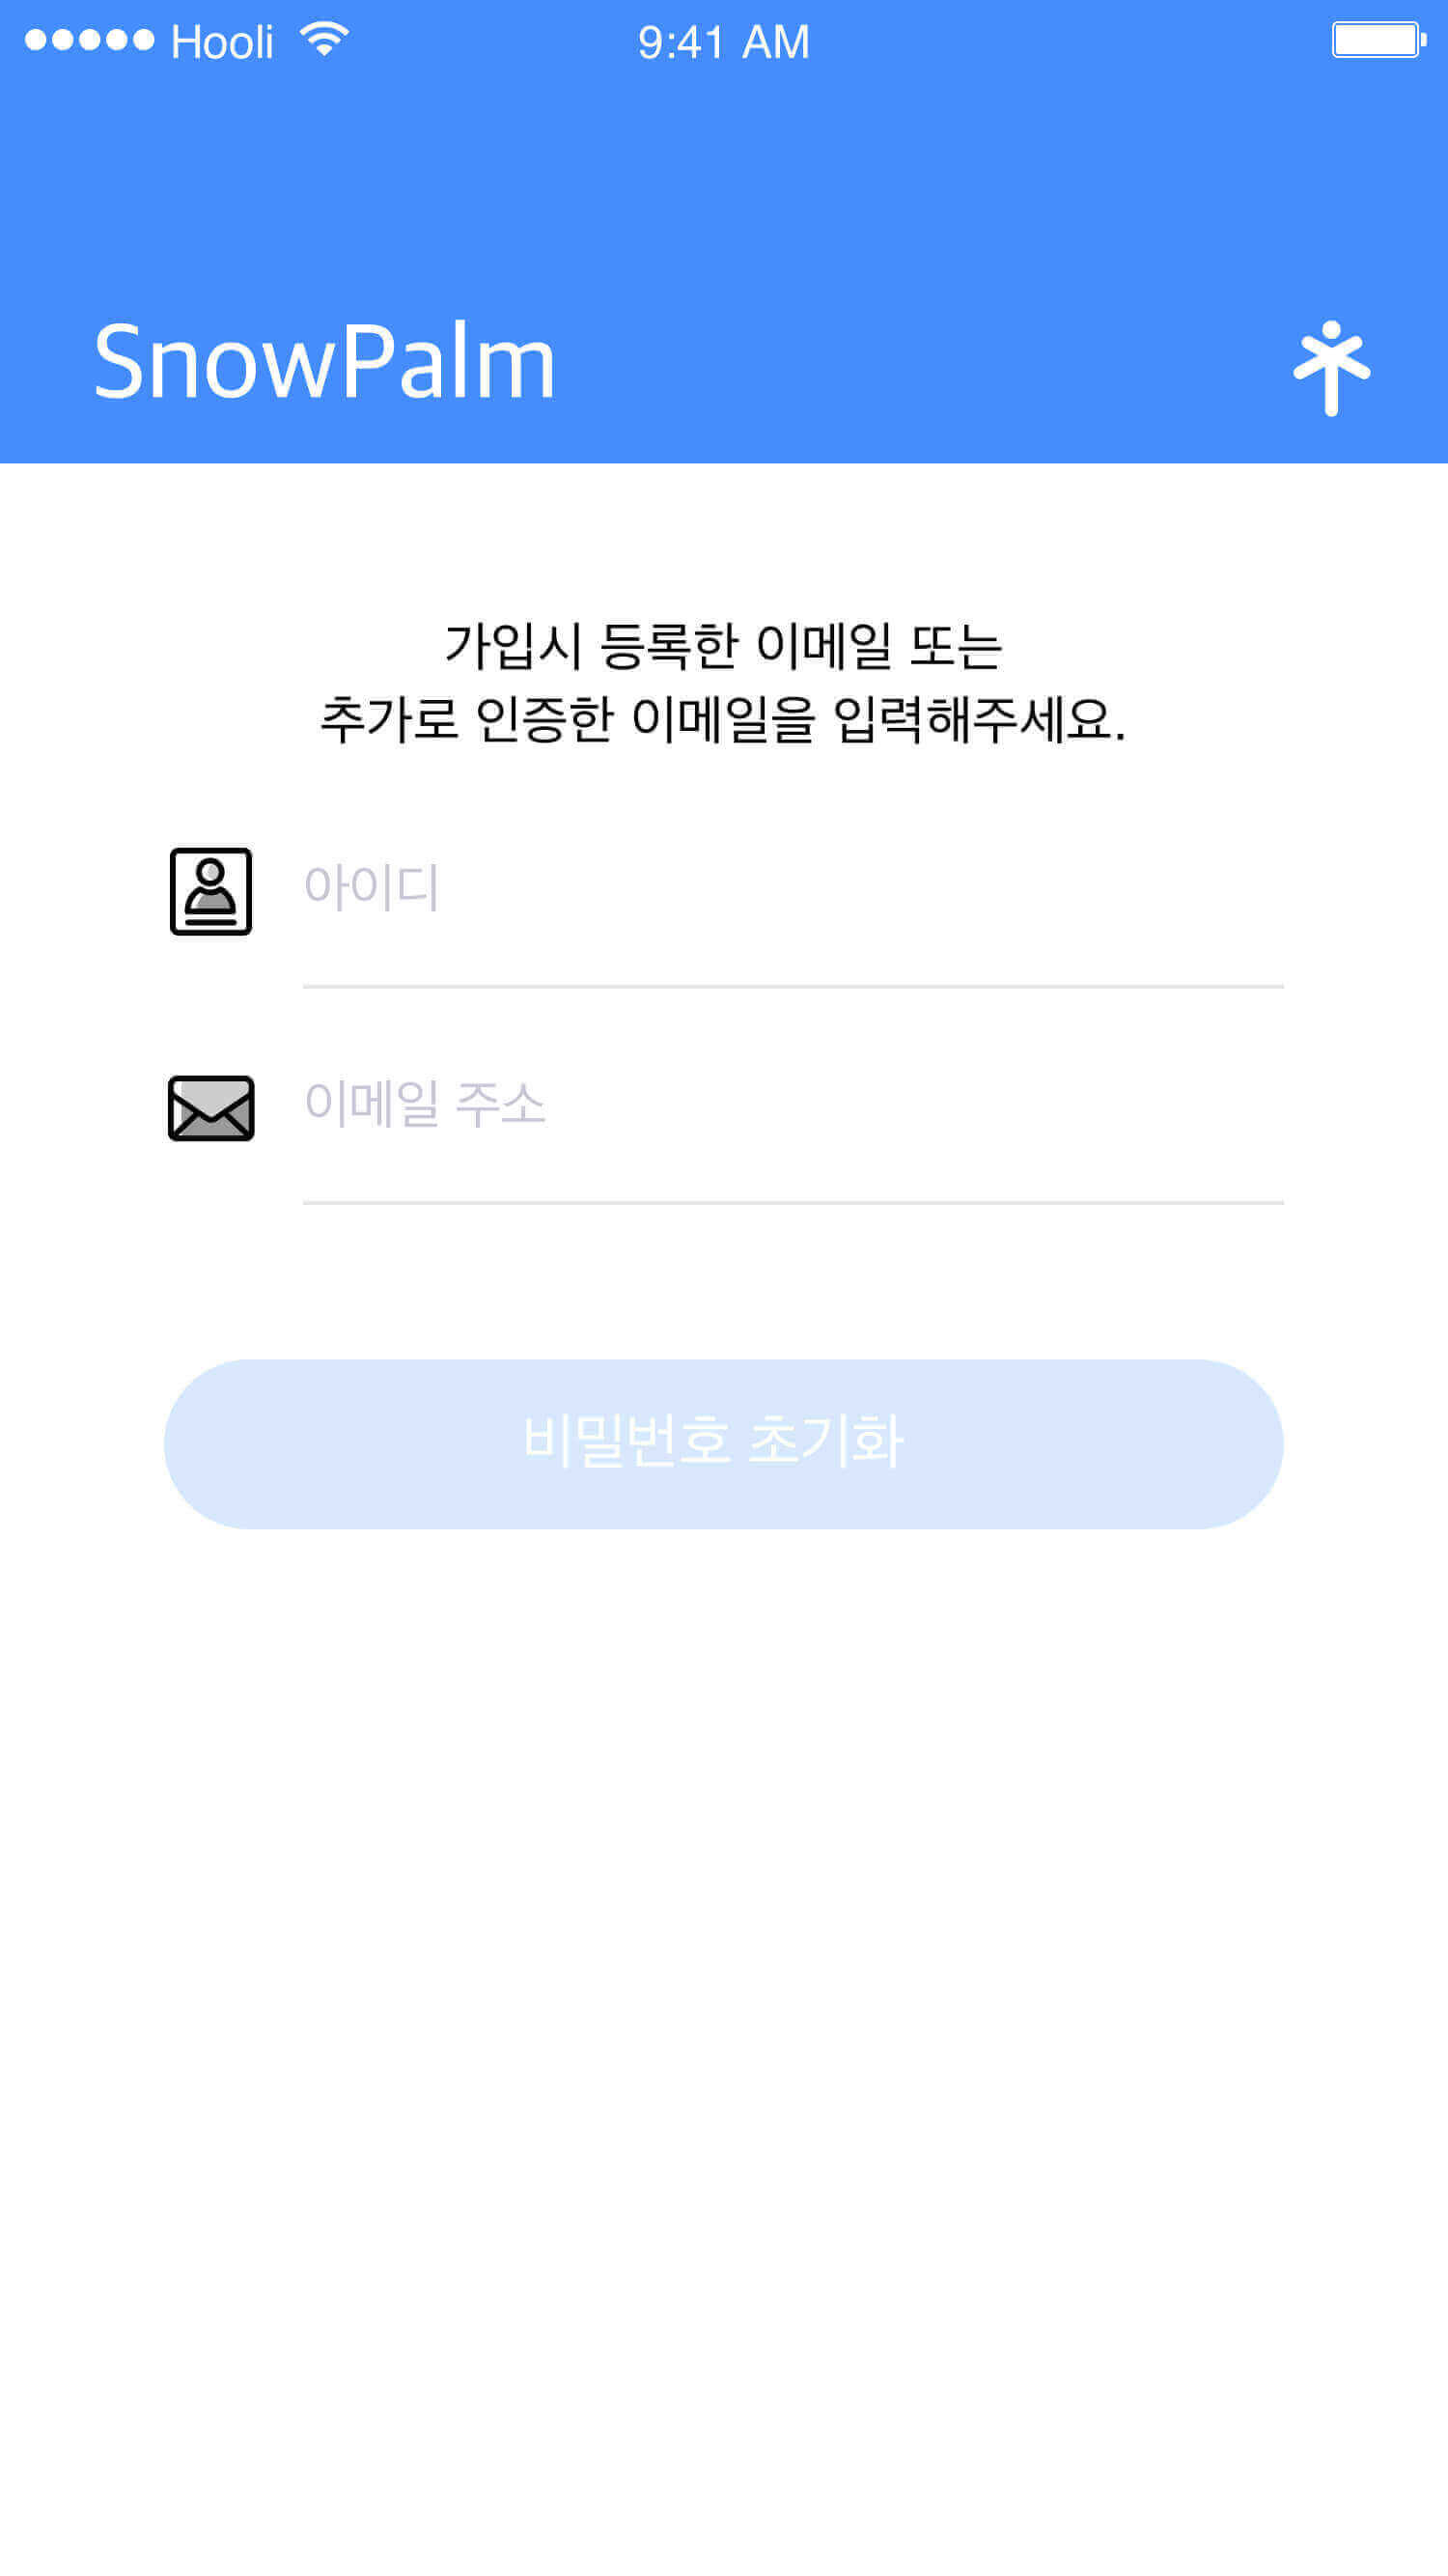 Hooli 9:41 AM
SnowPalm
가입시 등록한 이메일 또는
추가로 인증한 이메일을 입력해주세요.
아이디
이메일 주소
비밀번호 초기화